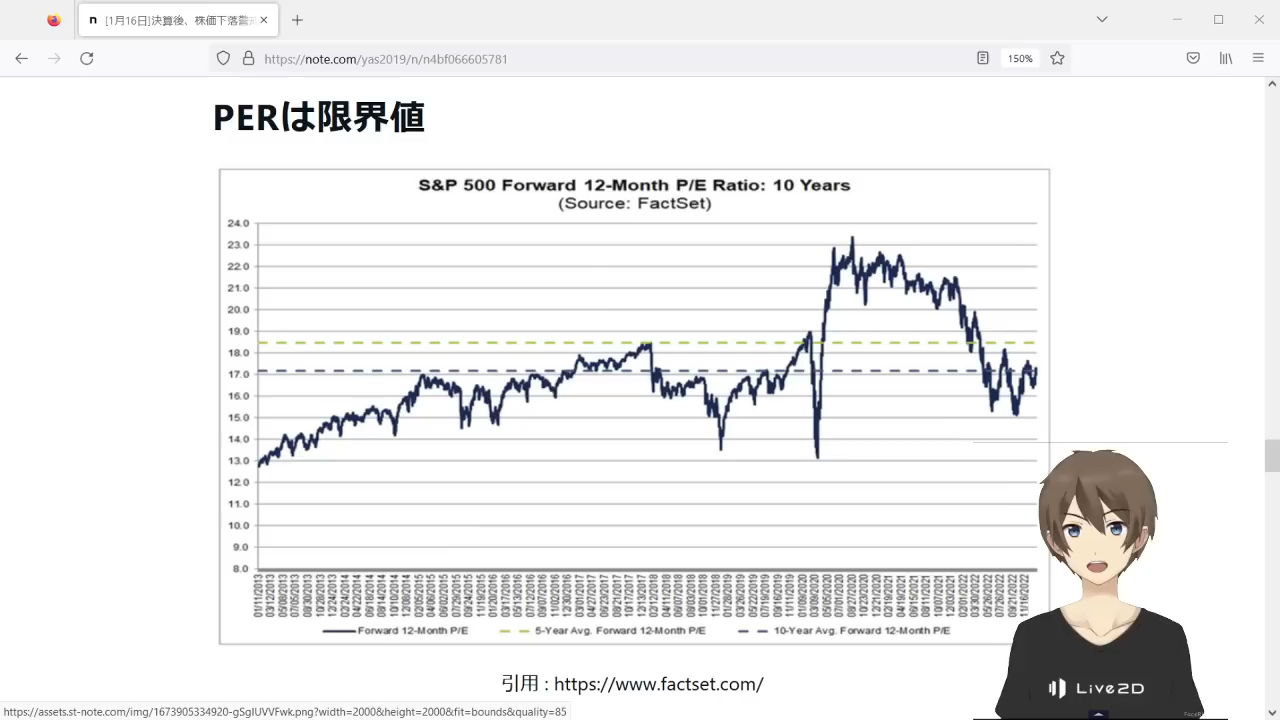 [1月16日]決算後、株価下落警
https://note.com/yas2019/n/n4bf066605781
150%
PERは限界値
S&P 500 Forward 12-Month P/E Ratio: 10 Years
(Source: FactSet)
24.0
23.0
22.0
21.0
20.0
19.0
18.0
17.0
16.0
15.0
14.0
13.0
12.0
11.0
10.0
9.0
8.0
Forward 12-Month P/E
5-Year Avg. Forward 12-Month P/E
10-Year Avg. Forward 12-Month P/E
引用 : https://www.factset.com/
Live2D
https://assets.st-note.com/img/1673905334920-gSgIUVVFwk.png?width=2000&height=2000&fit=bounds&quality=85